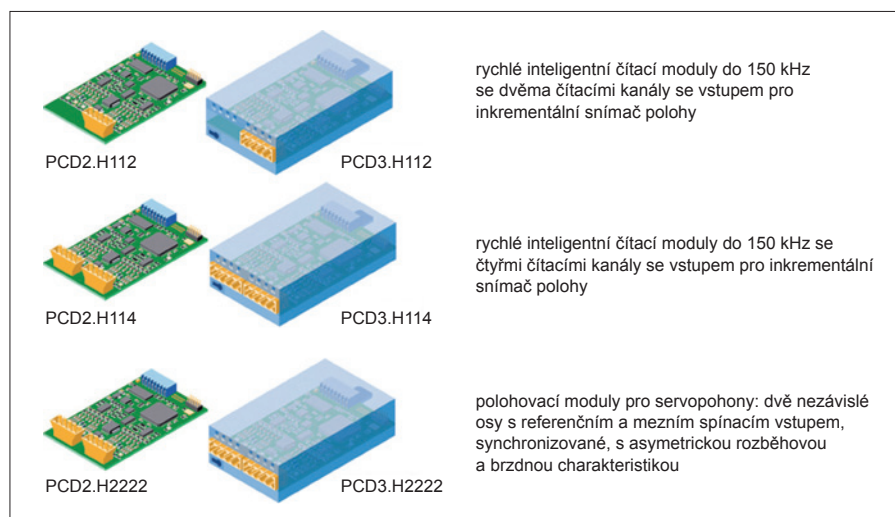 rychlé inteligentní čítací moduly do 150 kHz
se dvěma čítacími kanály se vstupem pro
inkrementální snímač polohy
PCD2.H112
PCD3.H112
rychlé inteligentní čítací moduly do 150 kHz se
čtyřmi čítacími kanály se vstupem pro inkrementální
snímač polohy
PCD2.H114
PCD3.H114
polohovací moduly pro servopohony: dvě nezávislé
osy s referenčním a mezním spínacím vstupem,
synchronizované, s asymetrickou rozběhovou
a brzdnou charakteristikou
PCD2.H2222
PCD3.H2222